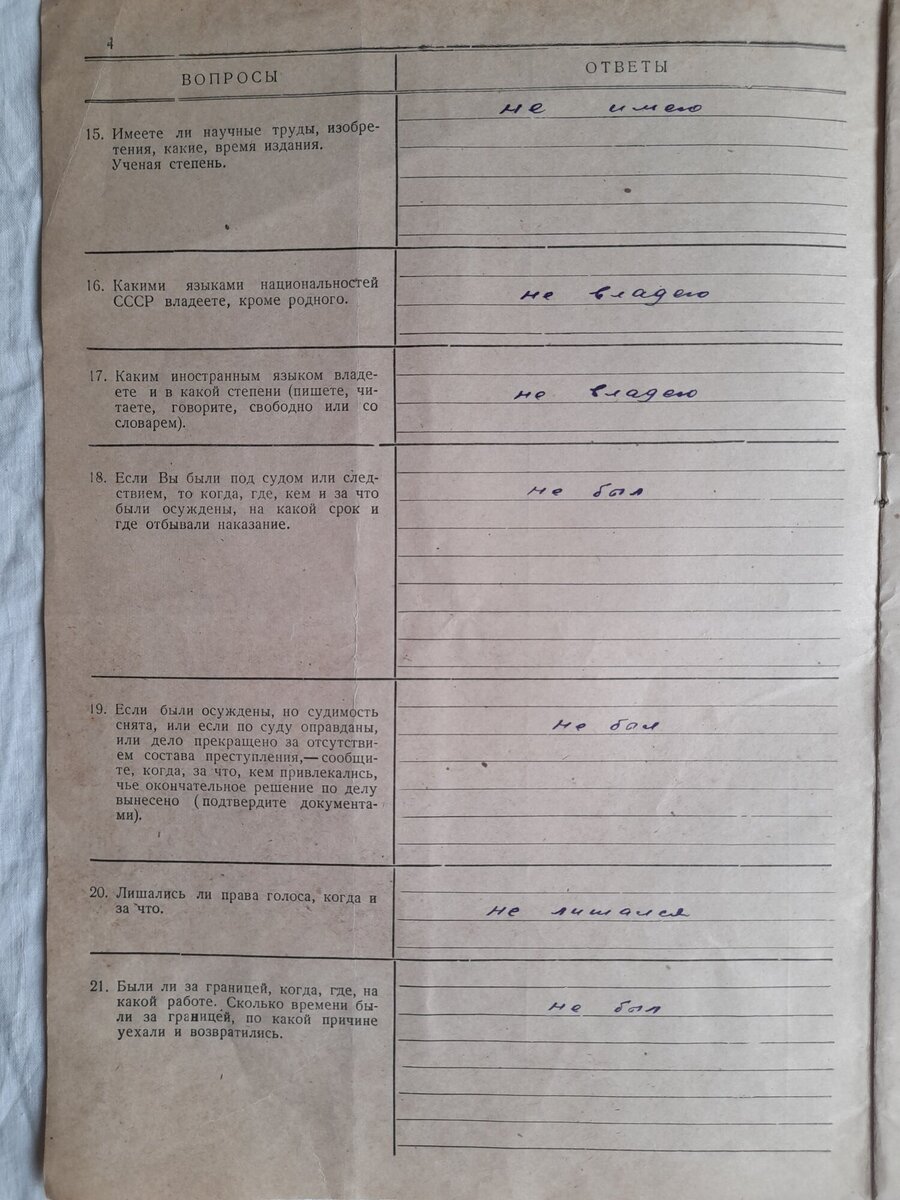 4
ВОПРОСЫ
ОТВЕТЫ
15. Имеете ли научные труды, изобре-
тения, какие, время издания.
Ученая степень.
не имею
16. Какими языками национальностей
СССР владеете, кроме родного.
не владею
17. Каким иностранным языком владе-
ете и в какой степени (пишете, чи-
таете, говорите, свободно или со
словарем).
не владею
18. Если Вы были под судом или след-
ствием, то когда, где, кем и за что
были осуждены, на какой срок и
где отбывали наказание.
не был
19. Если были осуждены, но судимость
снята, или если по суду оправданы,
или дело прекращено за отсутстви-
ем состава преступления,—сообщи-
те, когда, за что, кем привлекались,
чье окончательное решение по делу
вынесено (подтвердите документа-
ми).
не был
20. Лишались ли права голоса, когда и
за что.
не лишался
21. Были ли за границей, когда, где, на
какой работе. Сколько времени бы-
ли за границей, по какой причине
уехали и возвратились.
не был